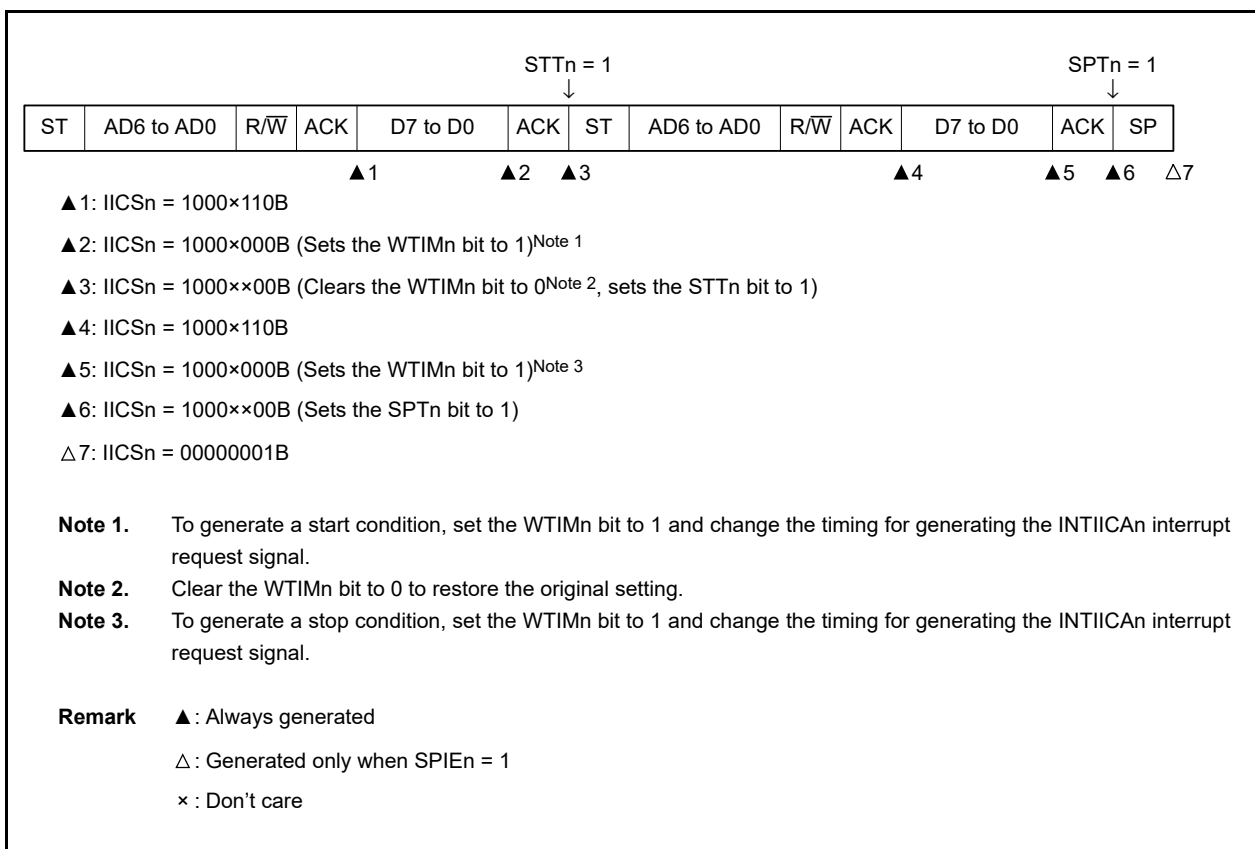 STTn = 1 SPTn = 1
↓ ↓
ST AD6 to AD0 R/W̅ ACK D7 to D0 ACK ST AD6 to AD0 R/W̅ ACK D7 to D0 ACK SP
▲1 ▲2 ▲3 ▲4 ▲5 ▲6 △7
▲1: IICSn = 1000×110B
▲2: IICSn = 1000×000B (Sets the WTIMn bit to 1)Note 1
▲3: IICSn = 1000××00B (Clears the WTIMn bit to 0Note 2, sets the STTn bit to 1)
▲4: IICSn = 1000×110B
▲5: IICSn = 1000×000B (Sets the WTIMn bit to 1)Note 3
▲6: IICSn = 1000××00B (Sets the SPTn bit to 1)
△7: IICSn = 00000001B
Note 1. To generate a start condition, set the WTIMn bit to 1 and change the timing for generating the INTIICAn interrupt
request signal.
Note 2. Clear the WTIMn bit to 0 to restore the original setting.
Note 3. To generate a stop condition, set the WTIMn bit to 1 and change the timing for generating the INTIICAn interrupt
request signal.
Remark ▲: Always generated
△: Generated only when SPIEn = 1
×: Don't care